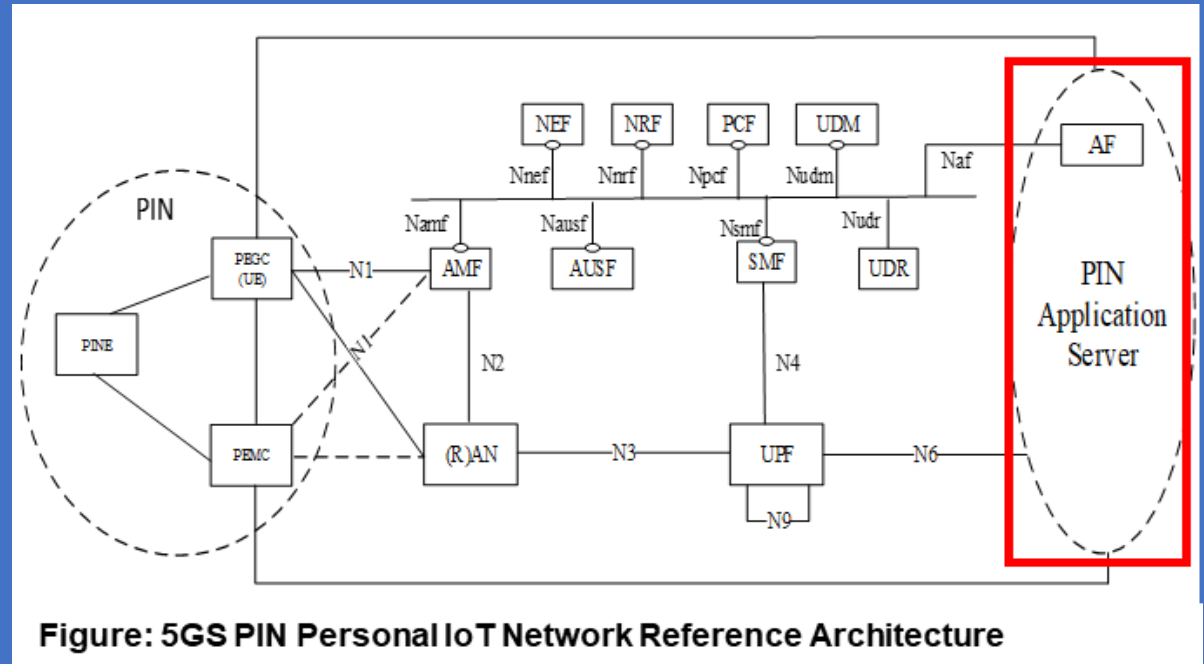 NEF
NRF
PCF
UDM
Nnef
Nnrf
Npcf
Nudm
Naf
AF
PIN
Namf
Nausf
Nsmf
Nudr
PEGC
(UE)
N1
AMF
AUSF
SMF
UDR
PIN
Application
Server
PINE
N1
N2
N4
PEMC
(R)AN
N3
UPF
N6
N9
Figure: 5GS PIN Personal IoT Network Reference Architecture